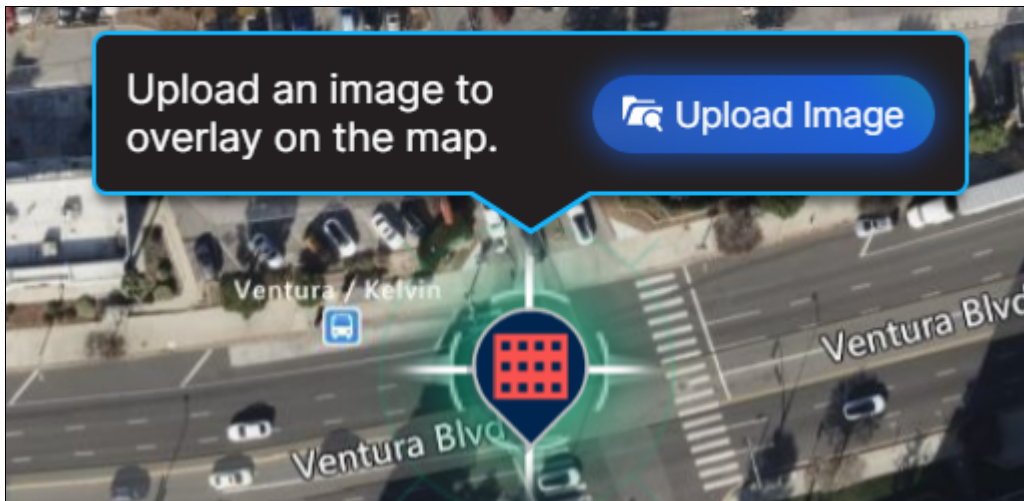 Upload an image to
overlay on the map.
Upload Image
Ventura / Kelvin
Ventura Blvd
Ventura Blvd